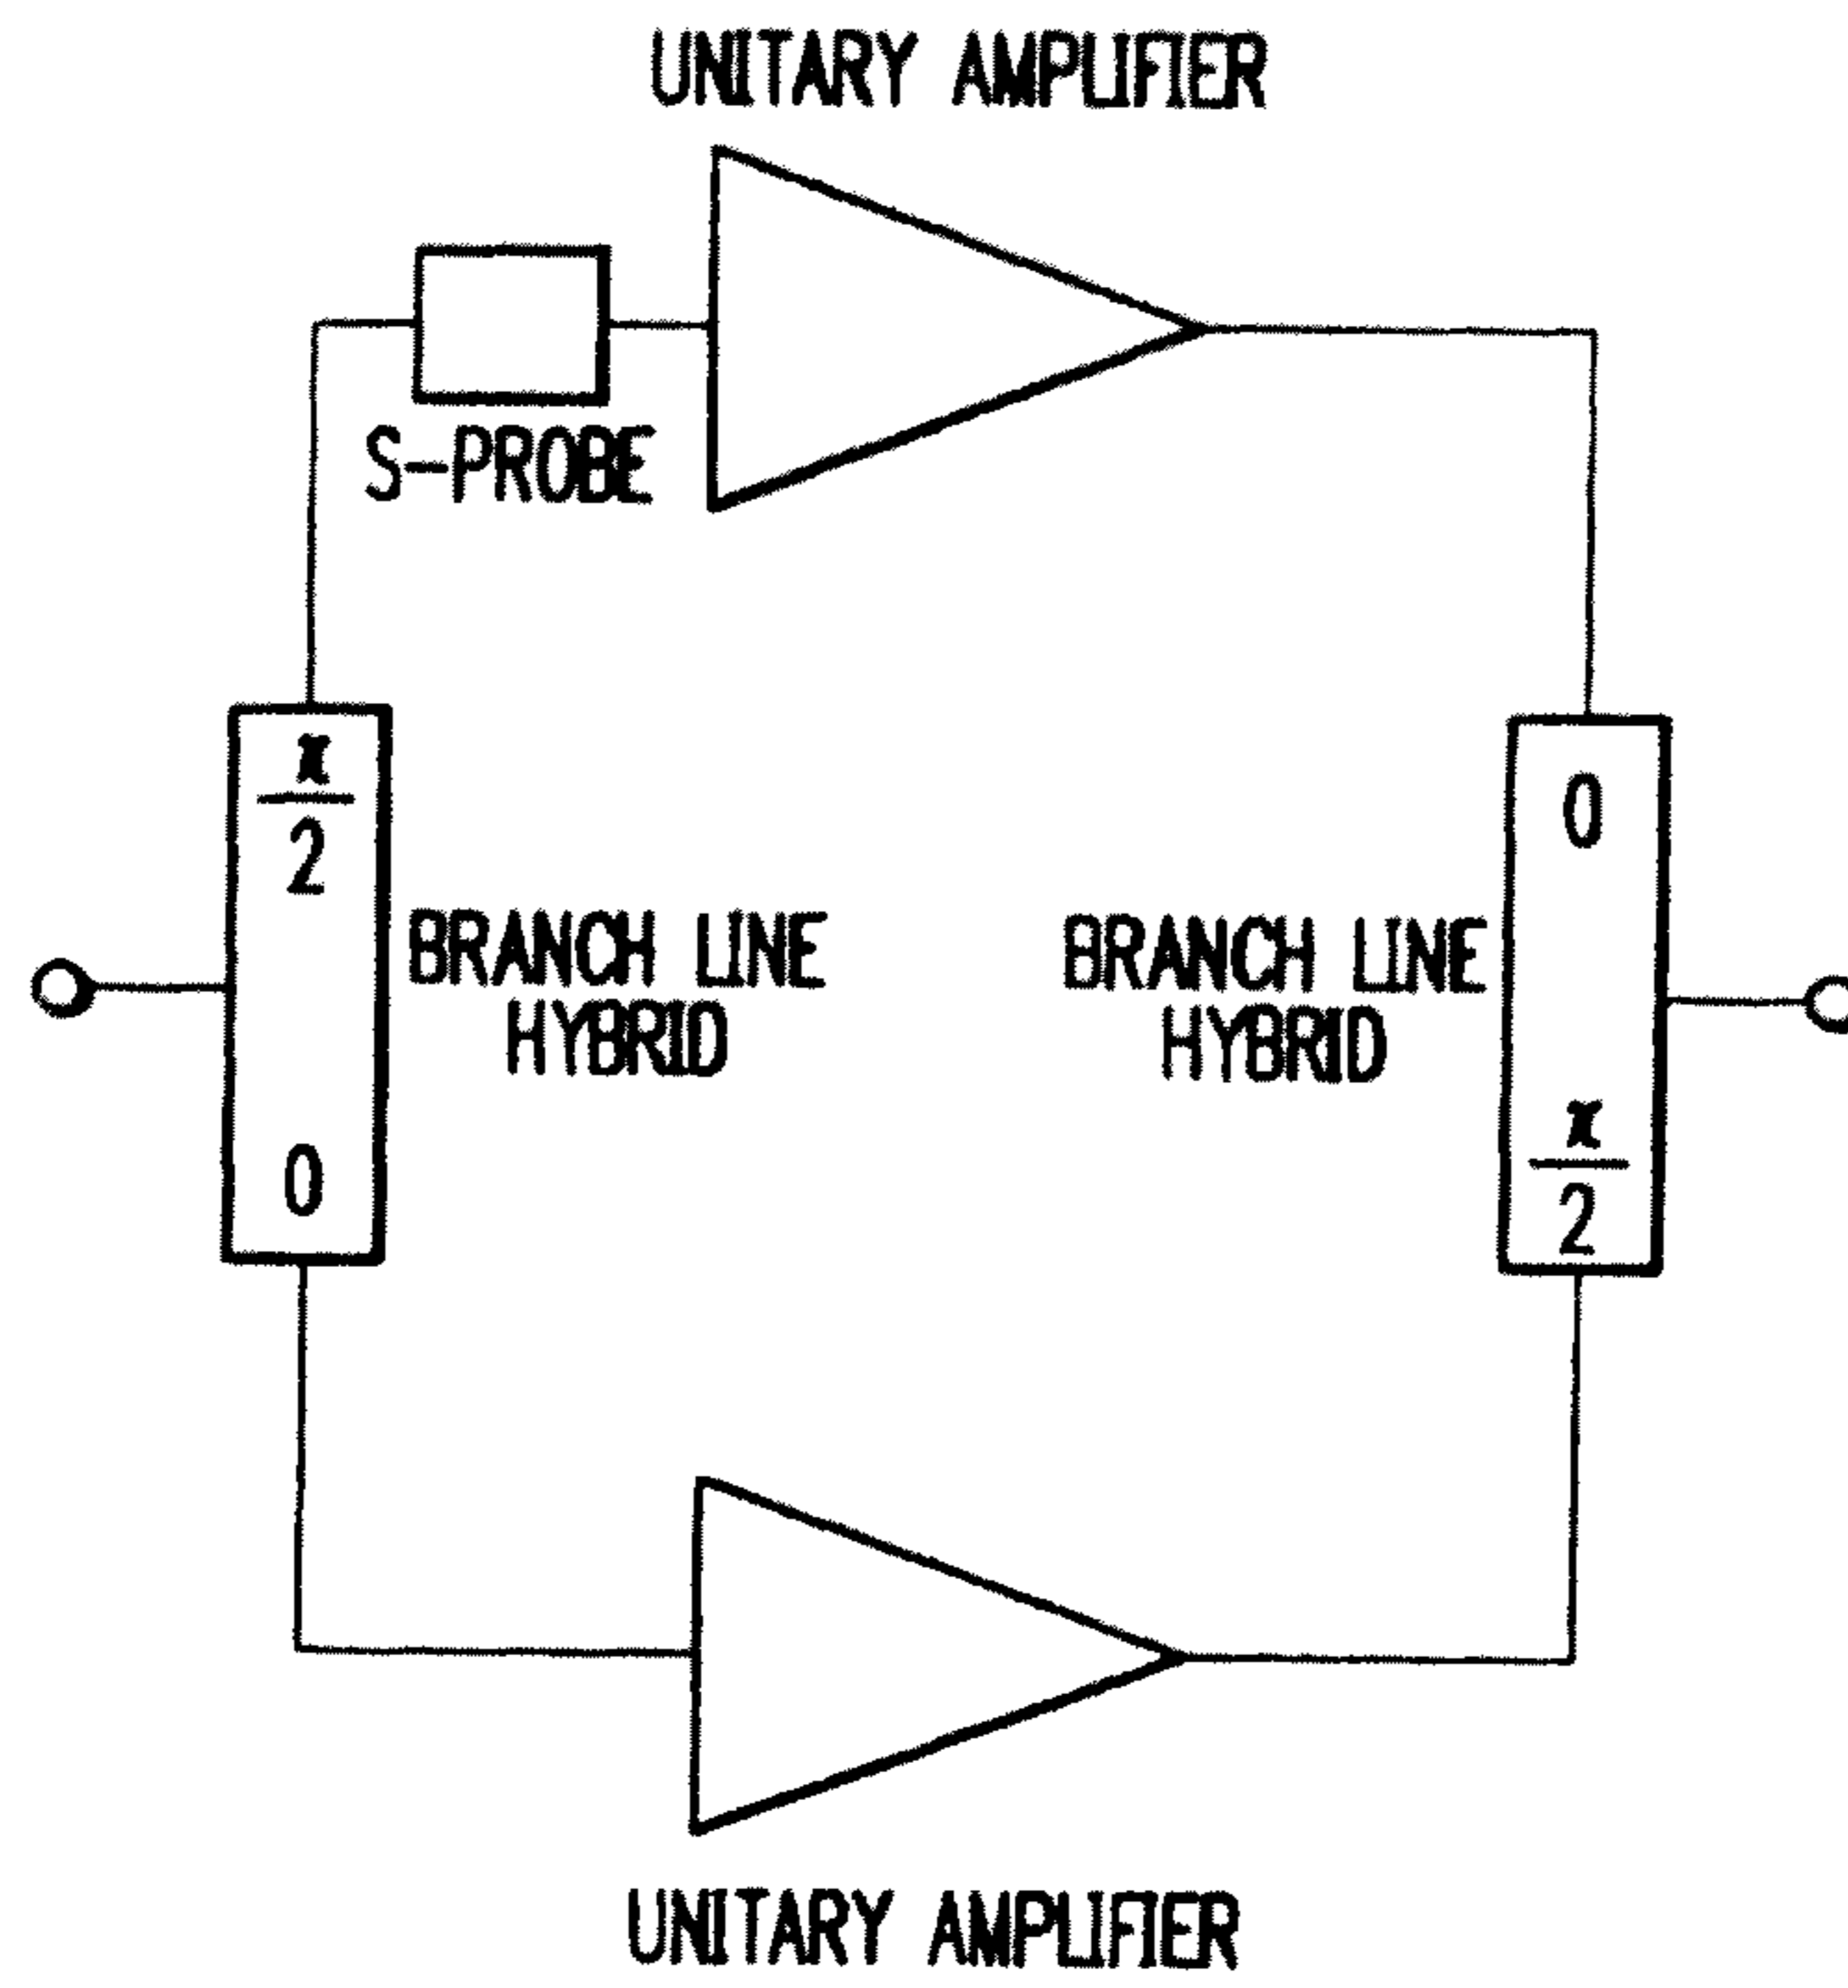 UNITARY AMPLIFIER
S-PROBE
π
2
0
BRANCH LINE
HYBRID
BRANCH LINE
HYBRID
0
π
2
UNITARY AMPLIFIER